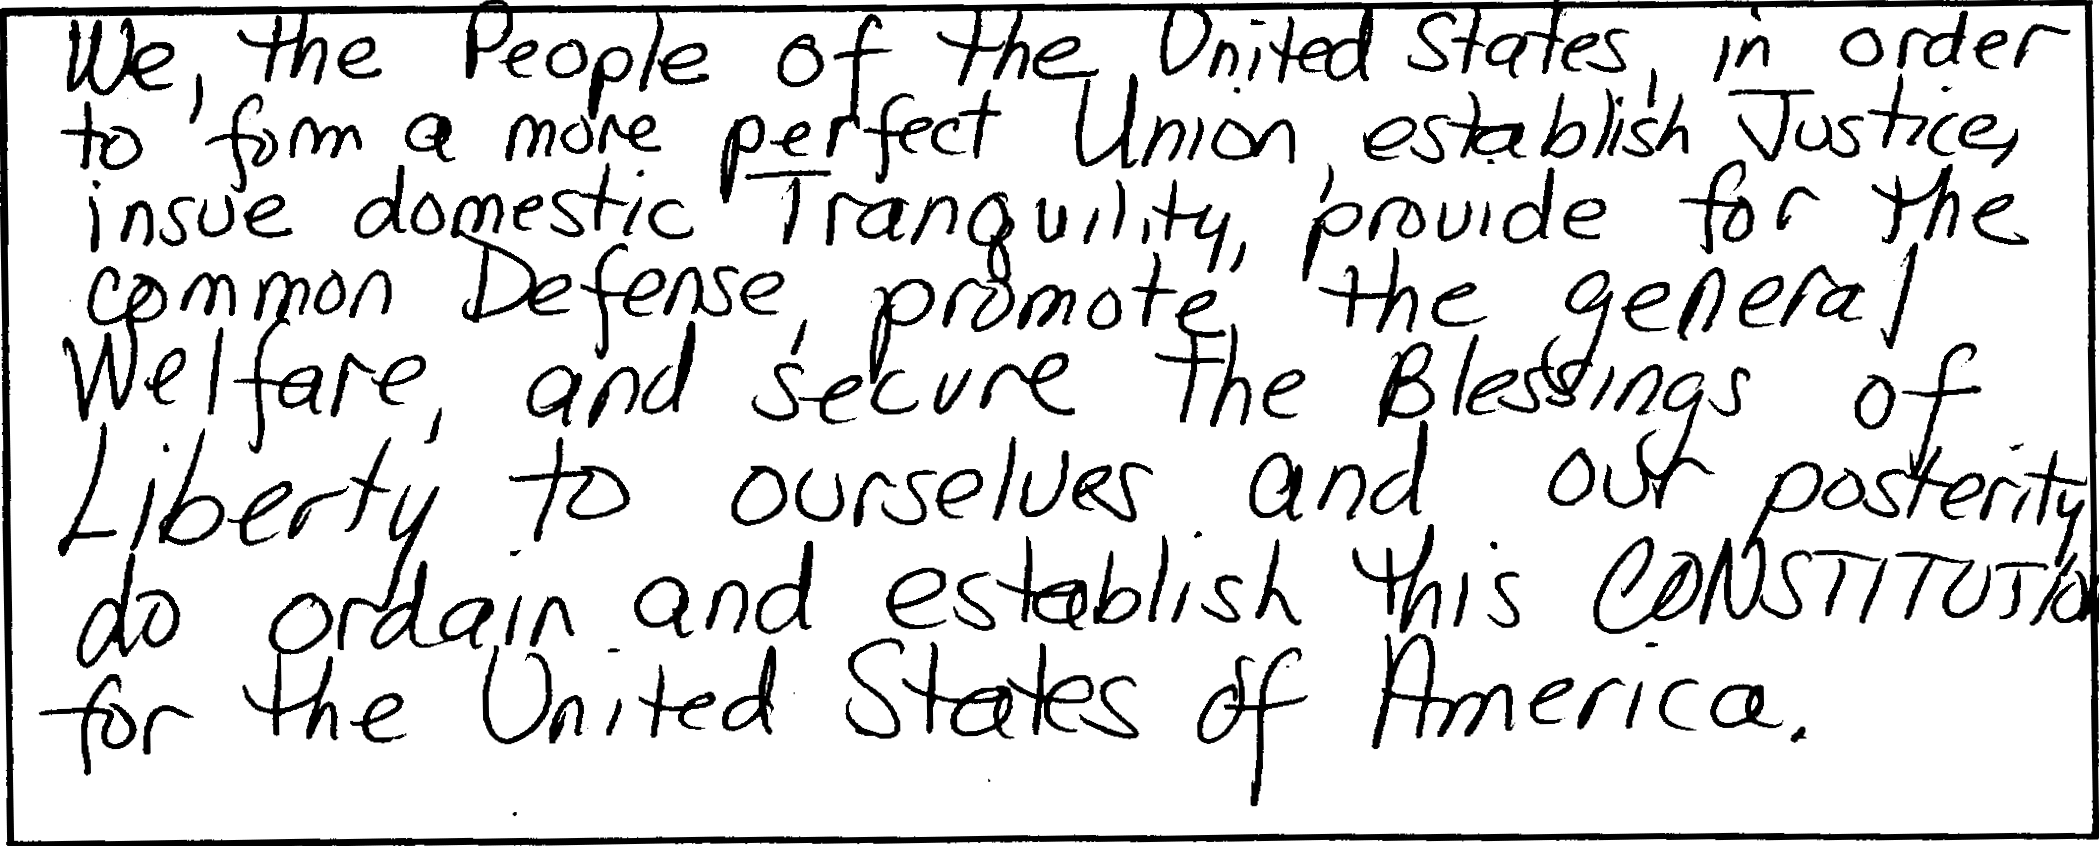 We, the People of the United States, in order
to form a more perfect Union, establish Justice,
insue domestic Tranquility, provide for the
common Defense, promote the general
Welfare, and secure the Blessings of
Liberty to ourselves and our posterity
do ordain and establish this CONSTITUTION
for the United States of America.